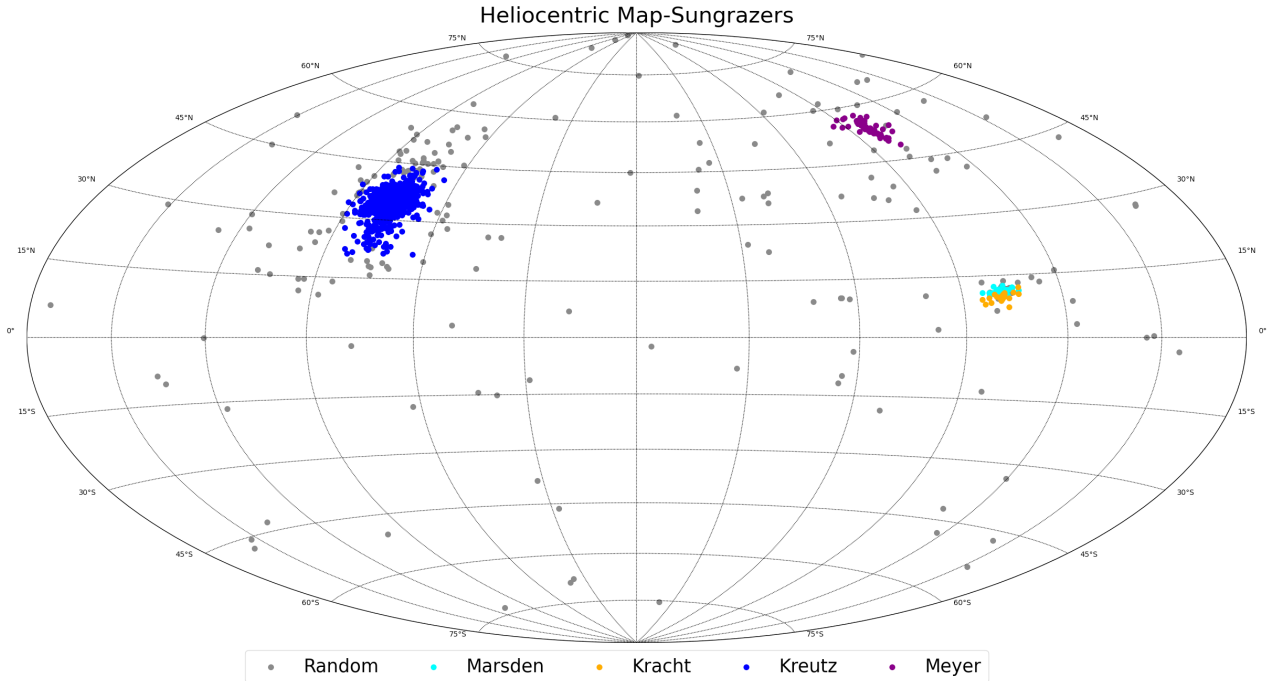 Heliocentric Map-Sungrazers
75°N 75°N
60°N 60°N
45°N 45°N
30°N 30°N
15°N 15°N
0° 0°
15°S 15°S
30°S 30°S
45°S 45°S
60°S 60°S
75°S 75°S
Random Marsden Kracht Kreutz Meyer